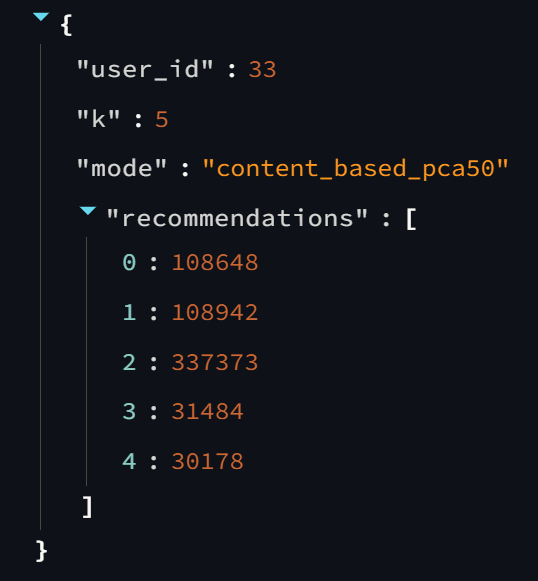 {
"user_id" : 33
"k" : 5
"mode" : "content_based_pca50"
"recommendations" : [
0 : 108648
1 : 108942
2 : 337373
3 : 31484
4 : 30178
]
}